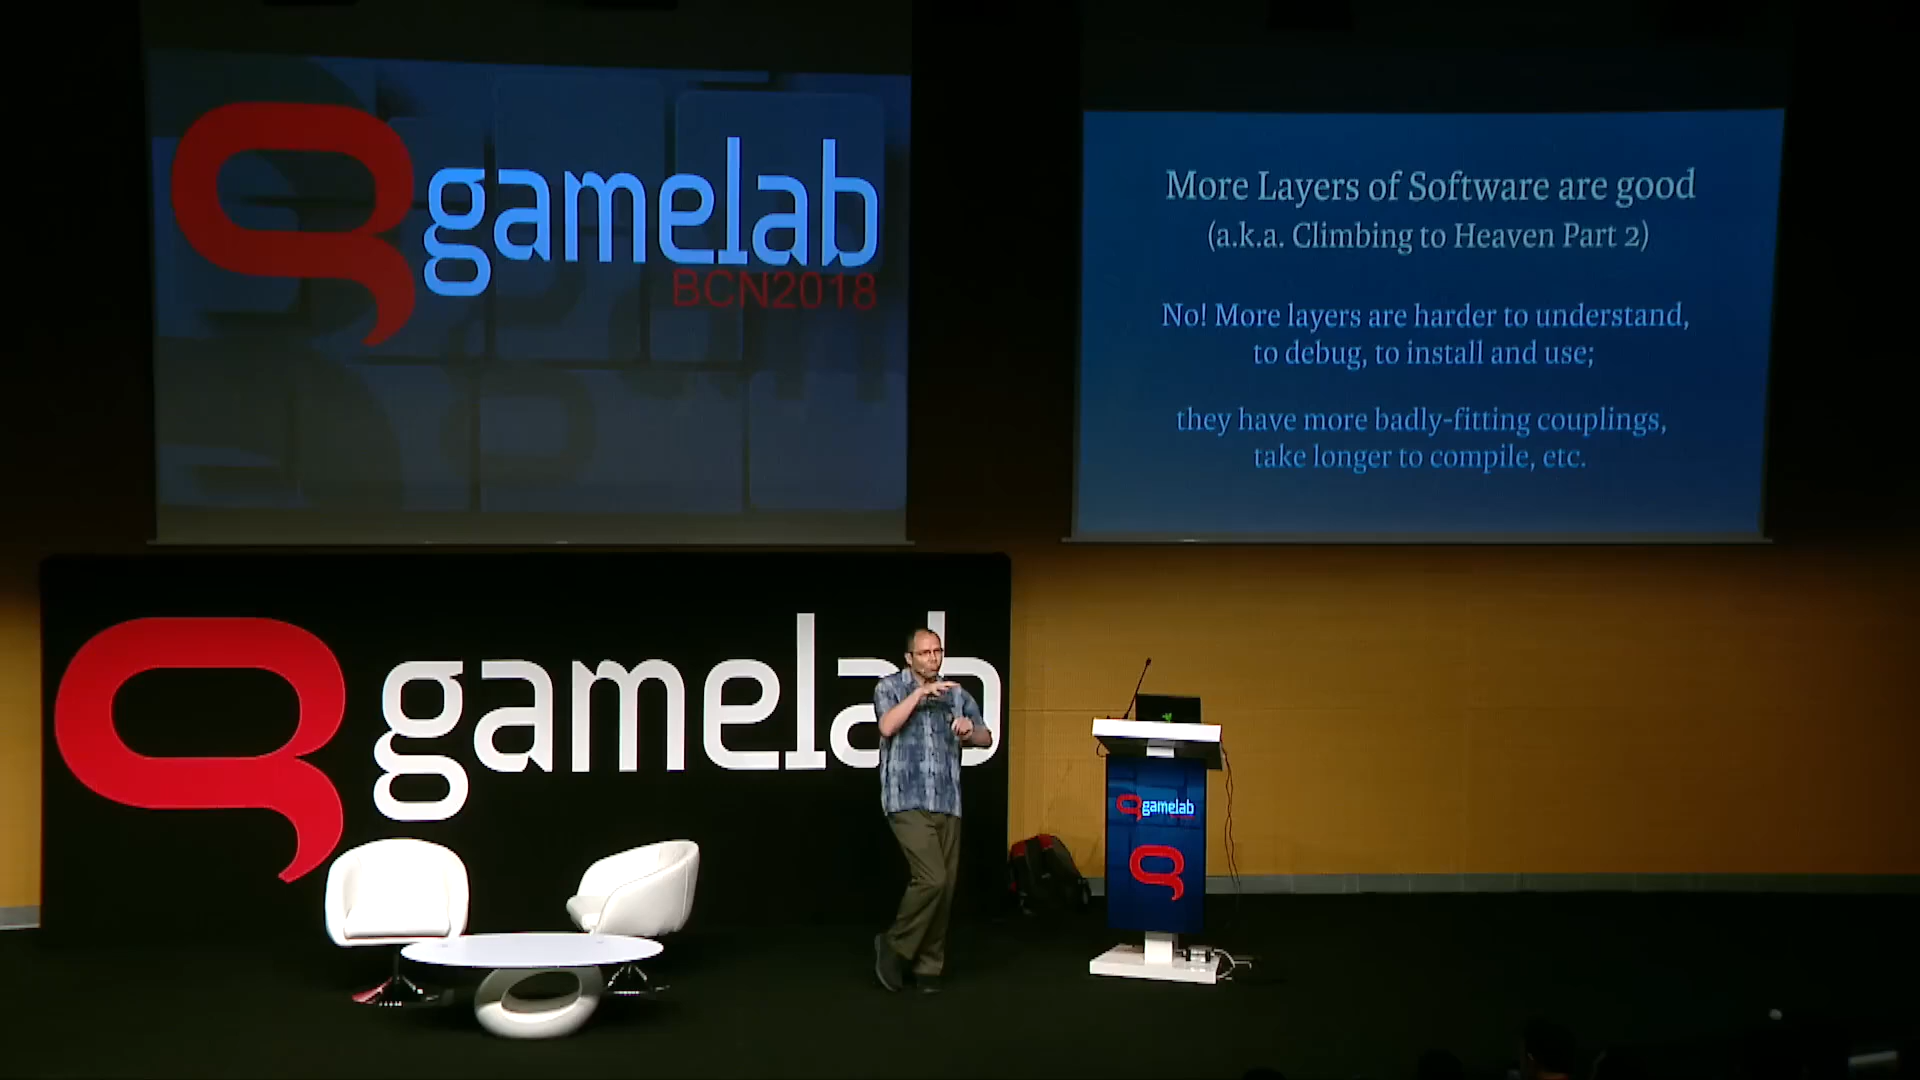 gamelab
BCN2018
More Layers of Software are good
(a.k.a. Climbing to Heaven Part 2)
No! More layers are harder to understand,
to debug, to install and use;
they have more badly-fitting couplings,
take longer to compile, etc.
gamelab
gamelab